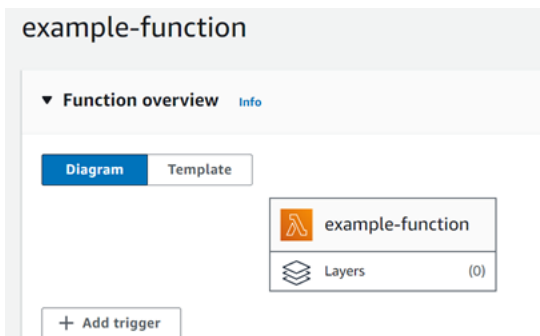 example-function
Function overview Info
Diagram Template
example-function
Layers (0)
+ Add trigger